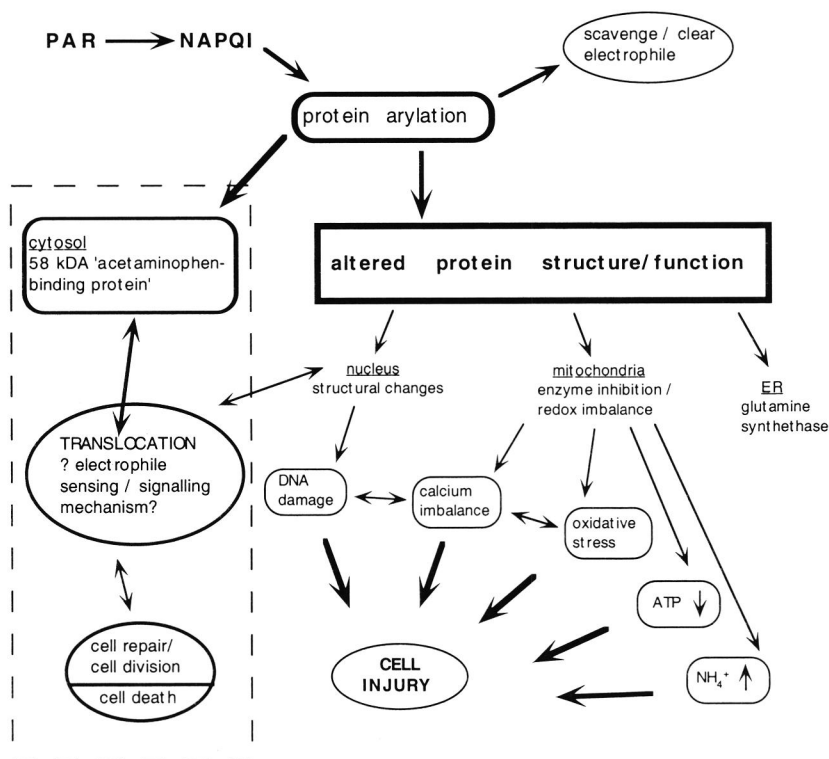 PAR NAPQI
scavenge / clear
electrophile
protein arylation
cytosol
58 kDA 'acetaminophen-
binding protein'
altered protein structure/function
nucleus
structural changes
mitochondria
enzyme inhibition /
redox imbalance
ER
glutamine
synthethase
TRANSLOCATION
? electrophile
sensing / signalling
mechanism?
DNA
damage
calcium
imbalance
oxidative
stress
ATP ↓
NH₄⁺ ↑
cell repair/
cell division
cell death
CELL
INJURY